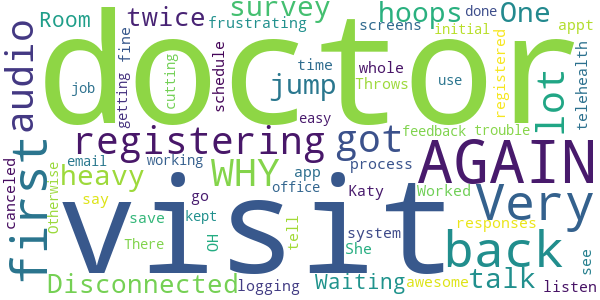 survey hoops One screens done initial
Room twice frustrating appt
audio doctor
job cutting getting fine schedule time jump whole Throws use registered lot telehealth
easy
first registering got feedback trouble AGAIN
email working process
canceled heavy WHY app office Katy Worked Very
Otherwise say save go
There kept OH visit tell She system back responses see
Disconnected logging Waiting awesome talk listen